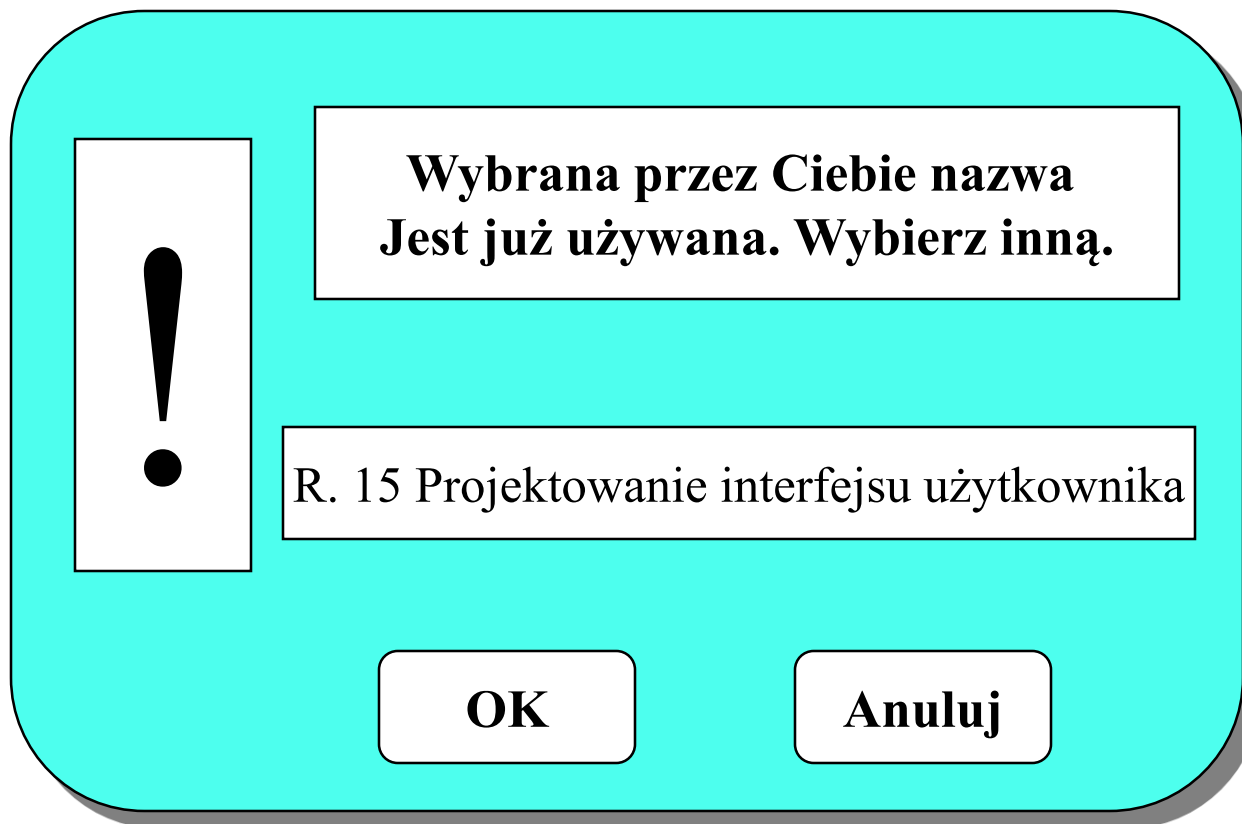 !
Wybrana przez Ciebie nazwa
Jest już używana. Wybierz inną.
R. 15 Projektowanie interfejsu użytkownika
OK
Anuluj